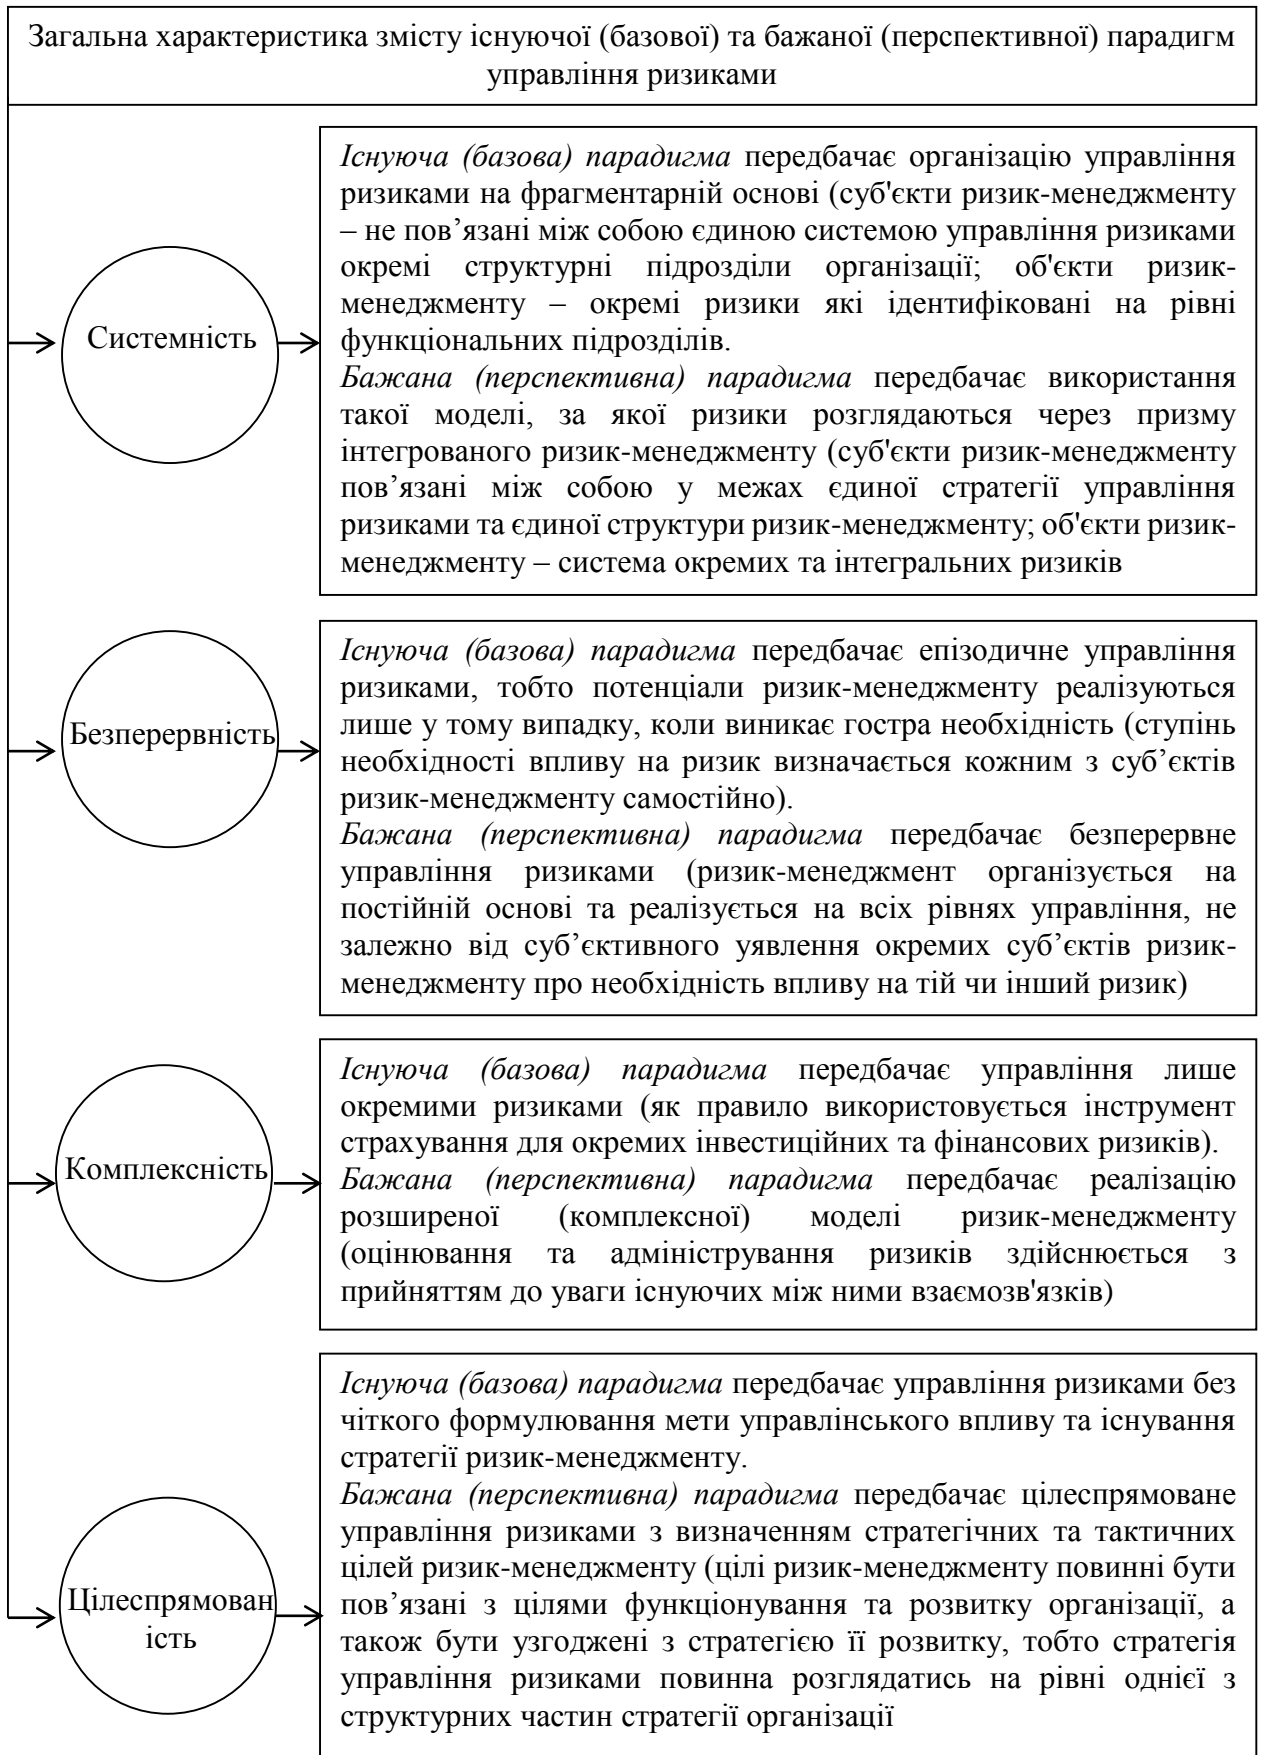 Загальна характеристика змісту існуючої (базової) та бажаної (перспективної) парадигм
управління ризиками
Системність
Існуюча (базова) парадигма передбачає організацію управління
ризиками на фрагментарній основі (суб'єкти ризик-менеджменту
– не пов’язані між собою єдиною системою управління ризиками
окремі структурні підрозділи організації; об'єкти ризик-
менеджменту – окремі ризики які ідентифіковані на рівні
функціональних підрозділів.
Бажана (перспективна) парадигма передбачає використання
такої моделі, за якої ризики розглядаються через призму
інтегрованого ризик-менеджменту (суб'єкти ризик-менеджменту
пов’язані між собою у межах єдиної стратегії управління
ризиками та єдиної структури ризик-менеджменту; об'єкти ризик-
менеджменту – система окремих та інтегральних ризиків
Безперервність
Існуюча (базова) парадигма передбачає епізодичне управління
ризиками, тобто потенціали ризик-менеджменту реалізуються
лише у тому випадку, коли виникає гостра необхідність (ступінь
необхідності впливу на ризик визначається кожним з суб’єктів
ризик-менеджменту самостійно).
Бажана (перспективна) парадигма передбачає безперервне
управління ризиками (ризик-менеджмент організується на
постійній основі та реалізується на всіх рівнях управління, не
залежно від суб’єктивного уявлення окремих суб’єктів ризик-
менеджменту про необхідність впливу на тій чи інший ризик)
Комплексність
Існуюча (базова) парадигма передбачає управління лише
окремими ризиками (як правило використовується інструмент
страхування для окремих інвестиційних та фінансових ризиків).
Бажана (перспективна) парадигма передбачає реалізацію
розширеної (комплексної) моделі ризик-менеджменту
(оцінювання та адміністрування ризиків здійснюється з
прийняттям до уваги існуючих між ними взаємозв'язків)
Цілеспрямован
ість
Існуюча (базова) парадигма передбачає управління ризиками без
чіткого формулювання мети управлінського впливу та існування
стратегії ризик-менеджменту.
Бажана (перспективна) парадигма передбачає цілеспрямоване
управління ризиками з визначенням стратегічних та тактичних
цілей ризик-менеджменту (цілі ризик-менеджменту повинні бути
пов’язані з цілями функціонування та розвитку організації, а
також бути узгоджені з стратегією її розвитку, тобто стратегія
управління ризиками повинна розглядатись на рівні однієї з
структурних частин стратегії організації